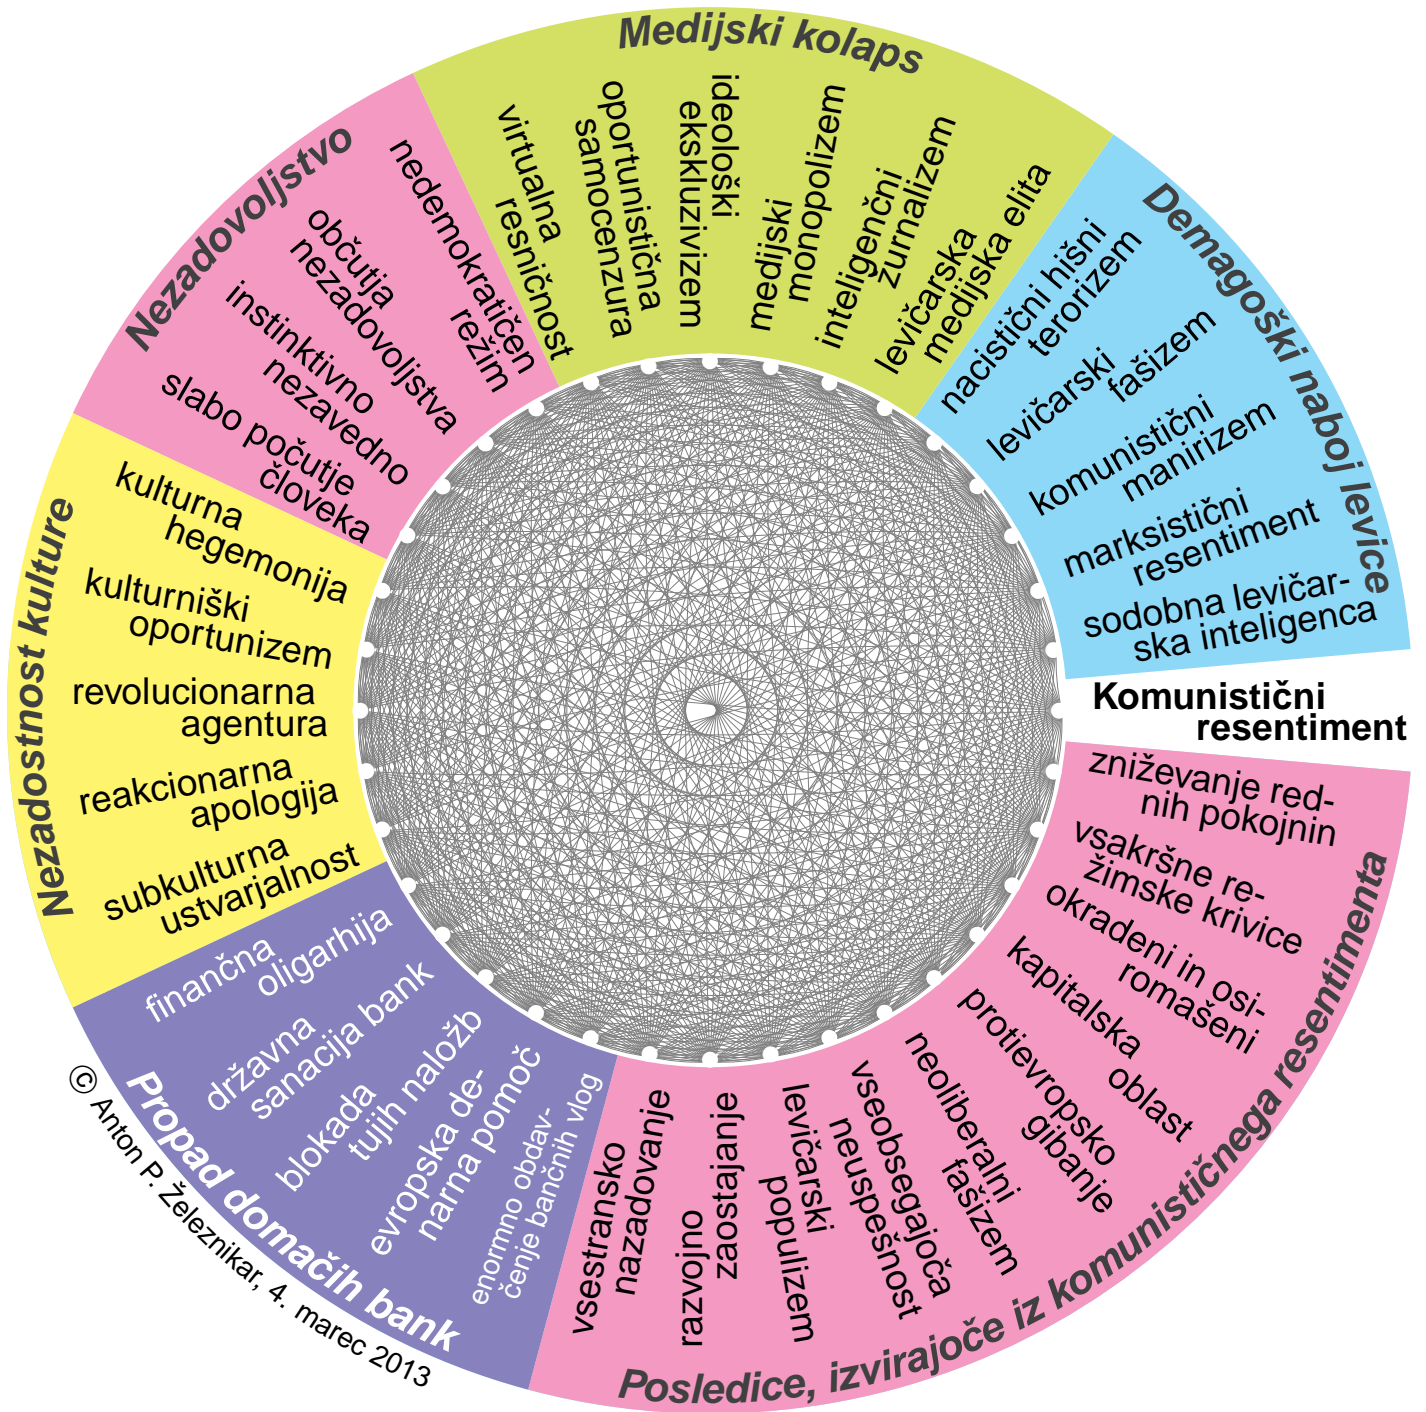 Medijski kolaps
virtualna
resničnost
oportunistična
samocenzura
ideološki
ekskluzivizem
medijski
monopolizem
inteligenčni
žurnalizem
levičarska
medijska elita
Demagoški naboj levice
nacistični hišni
terorizem
levičarski
fašizem
komunistični
manirizem
marksistični
resentiment
sodobna levičar-
ska inteligenca
Komunistični
resentiment
Posledice, izvirajoče iz komunističnega resentimenta
zniževanje red-
nih pokojnin
vsakršne re-
žimske krivice
okradeni in osi-
romašeni
kapitalska
oblast
protievropsko
gibanje
neoliberalni
fašizem
vseobsegajoča
neuspešnost
levičarski
populizem
razvojno
zaostajanje
vsestransko
nazadovanje
Propad domačih bank
enormno obdav-
čenje bančnih vlog
evropska de-
narna pomoč
blokada
tujih naložb
državna
sanacija bank
finančna
oligarhija
Nezadostnost kulture
subkulturna
ustvarjalnost
reakcionarna
apologija
revolucionarna
agentura
kulturniški
oportunizem
kulturna
hegemonija
Nezadovoljstvo
slabo počutje
človeka
instinktivno
nezavedno
občutja
nezadovoljstva
nedemokratičen
režim
© Anton P. Železnikar, 4. marec 2013